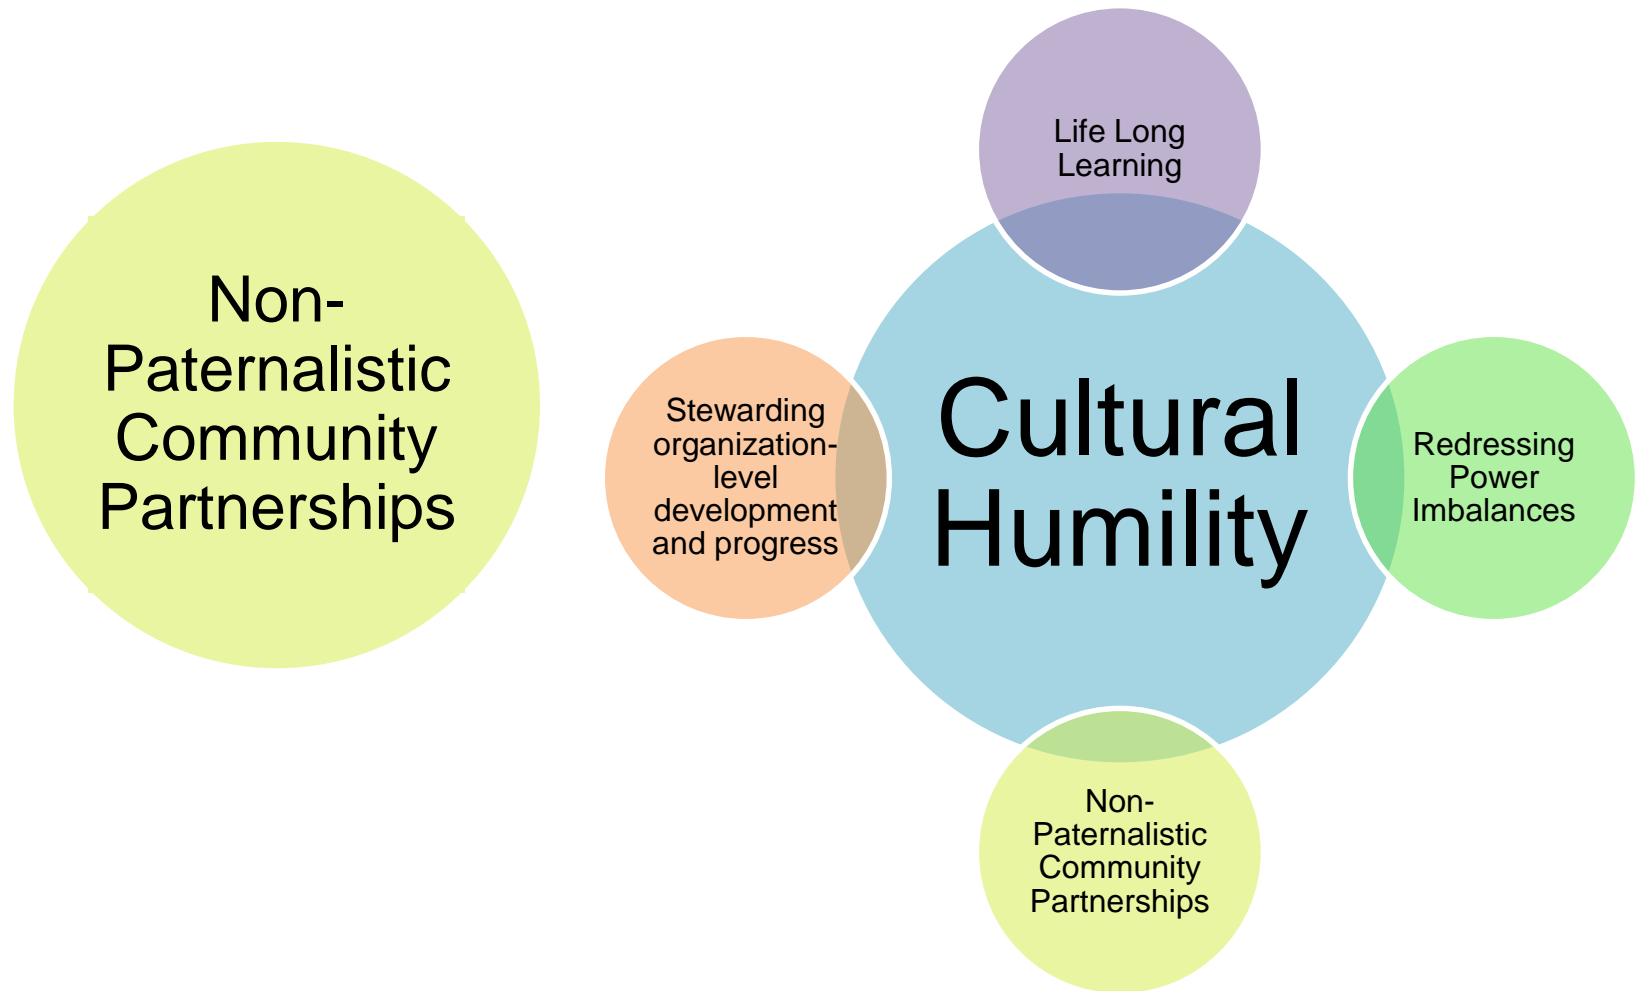 Non-
Paternalistic
Community
Partnerships
Life Long
Learning
Stewarding
organization-
level
development
and progress
Cultural
Humility
Redressing
Power
Imbalances
Non-
Paternalistic
Community
Partnerships